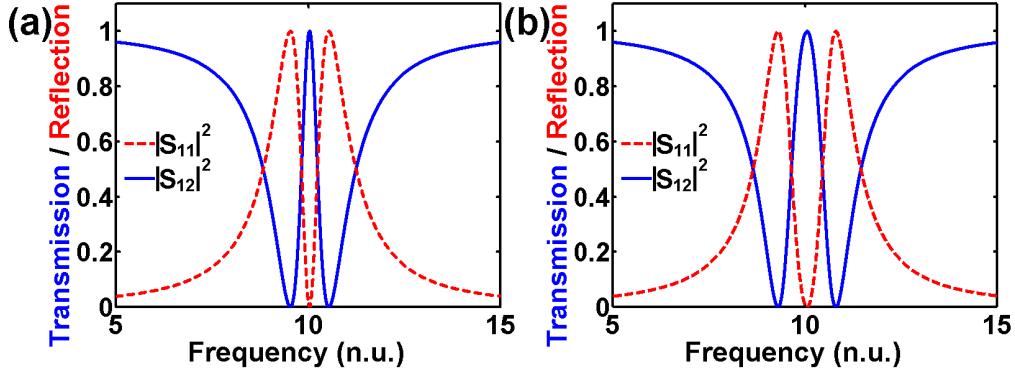 (a)
Transmission / Reflection
1
0.8
0.6
0.4
0.2
0
|S11|²
|S12|²
5
10
15
Frequency (n.u.)
(b)
Transmission / Reflection
1
0.8
0.6
0.4
0.2
0
|S11|²
|S12|²
5
10
15
Frequency (n.u.)